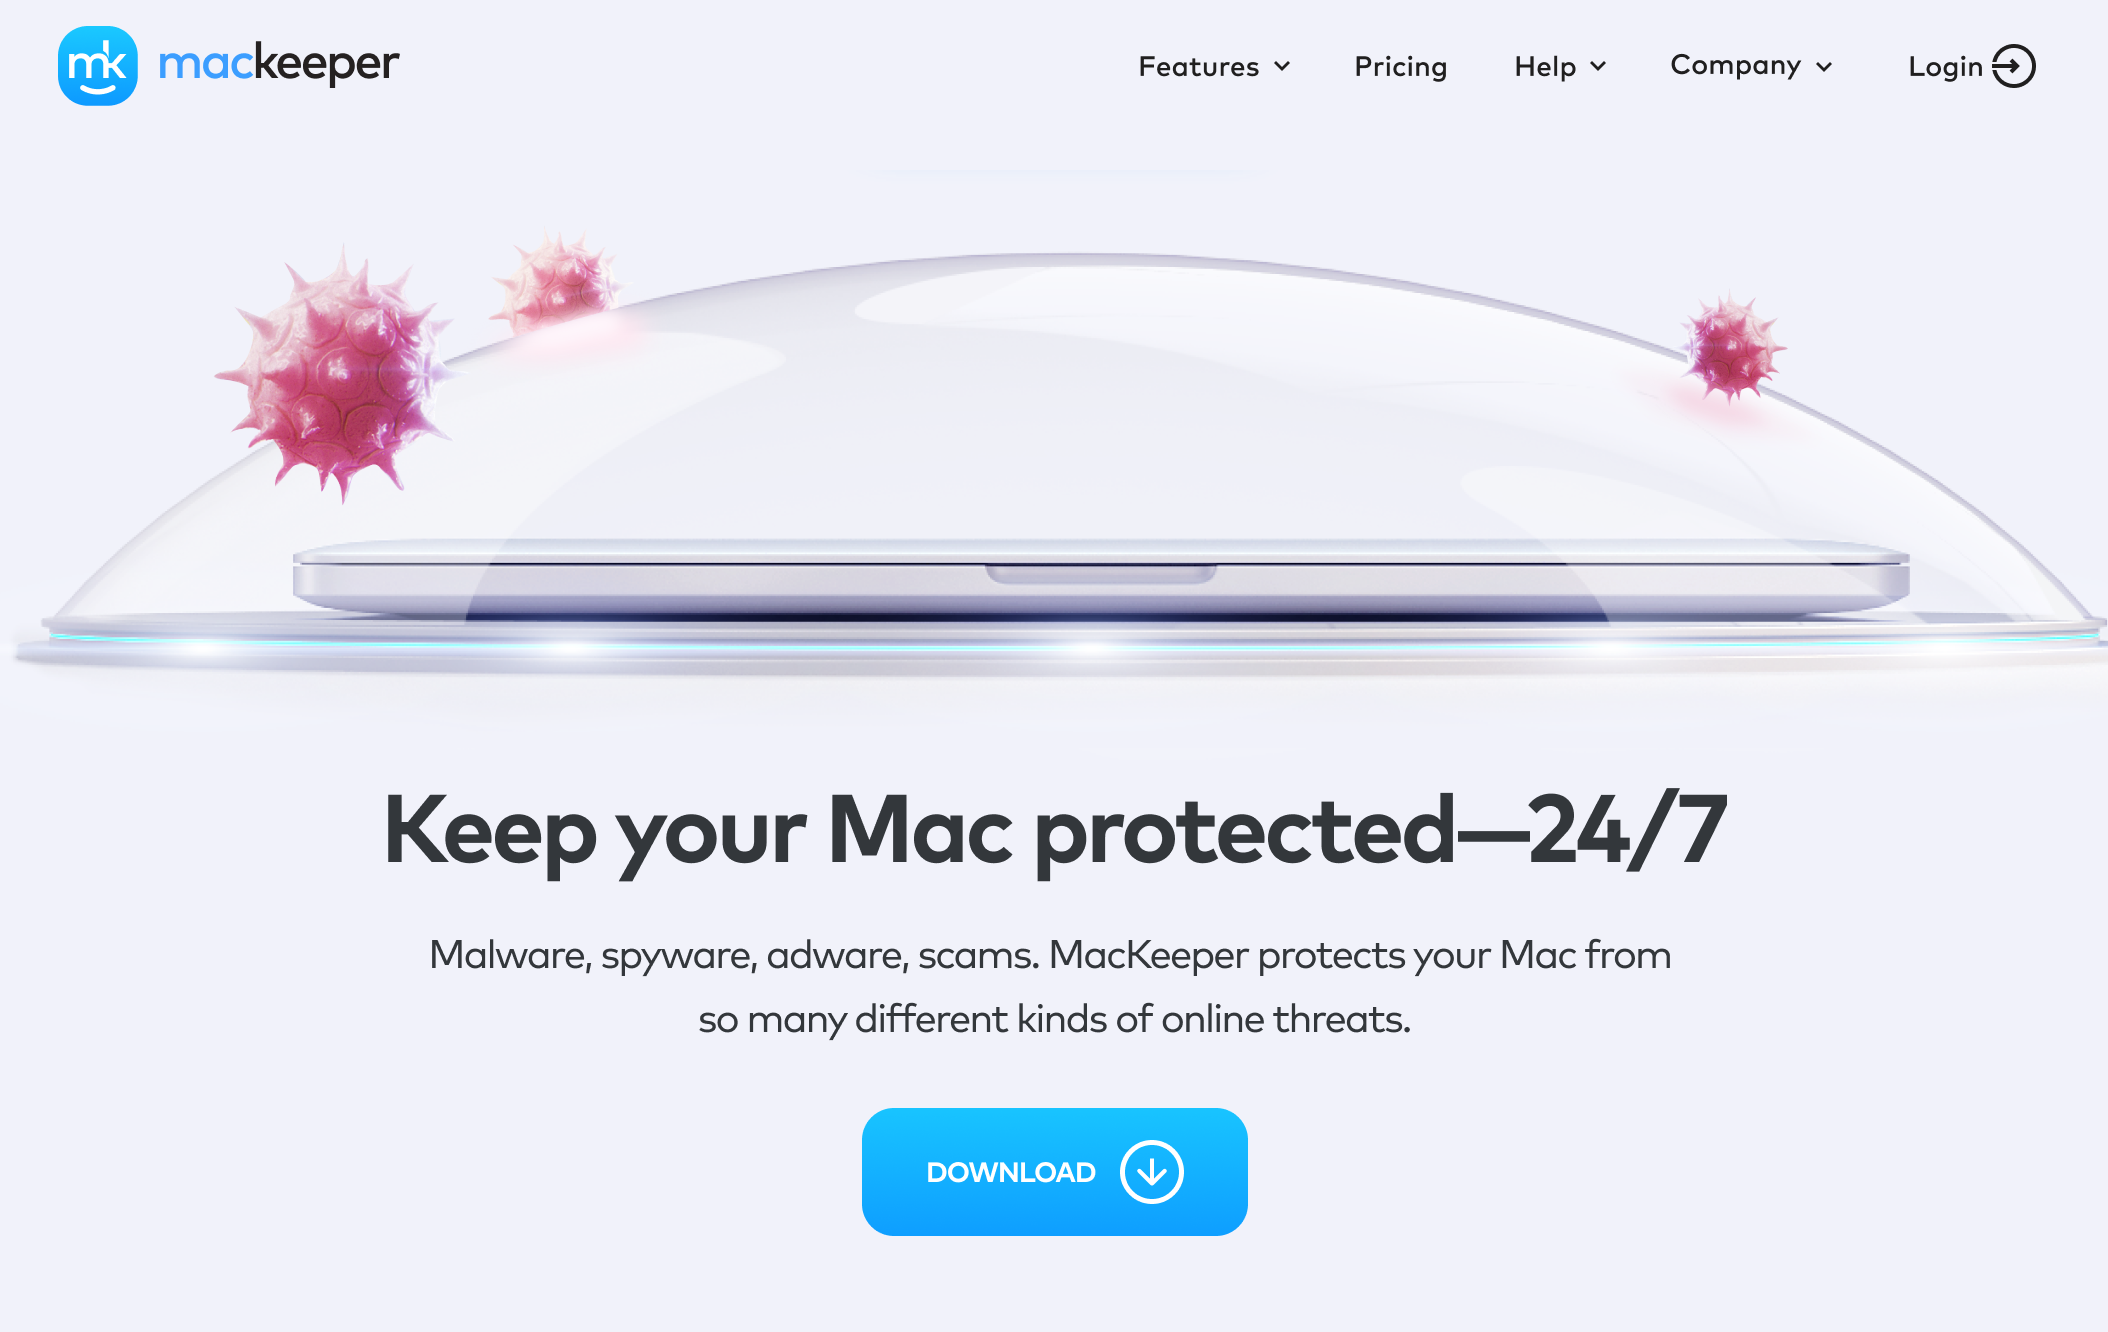 mk mackeeper
Features Pricing Help Company Login
Keep your Mac protected—24/7
Malware, spyware, adware, scams. MacKeeper protects your Mac from
so many different kinds of online threats.
DOWNLOAD